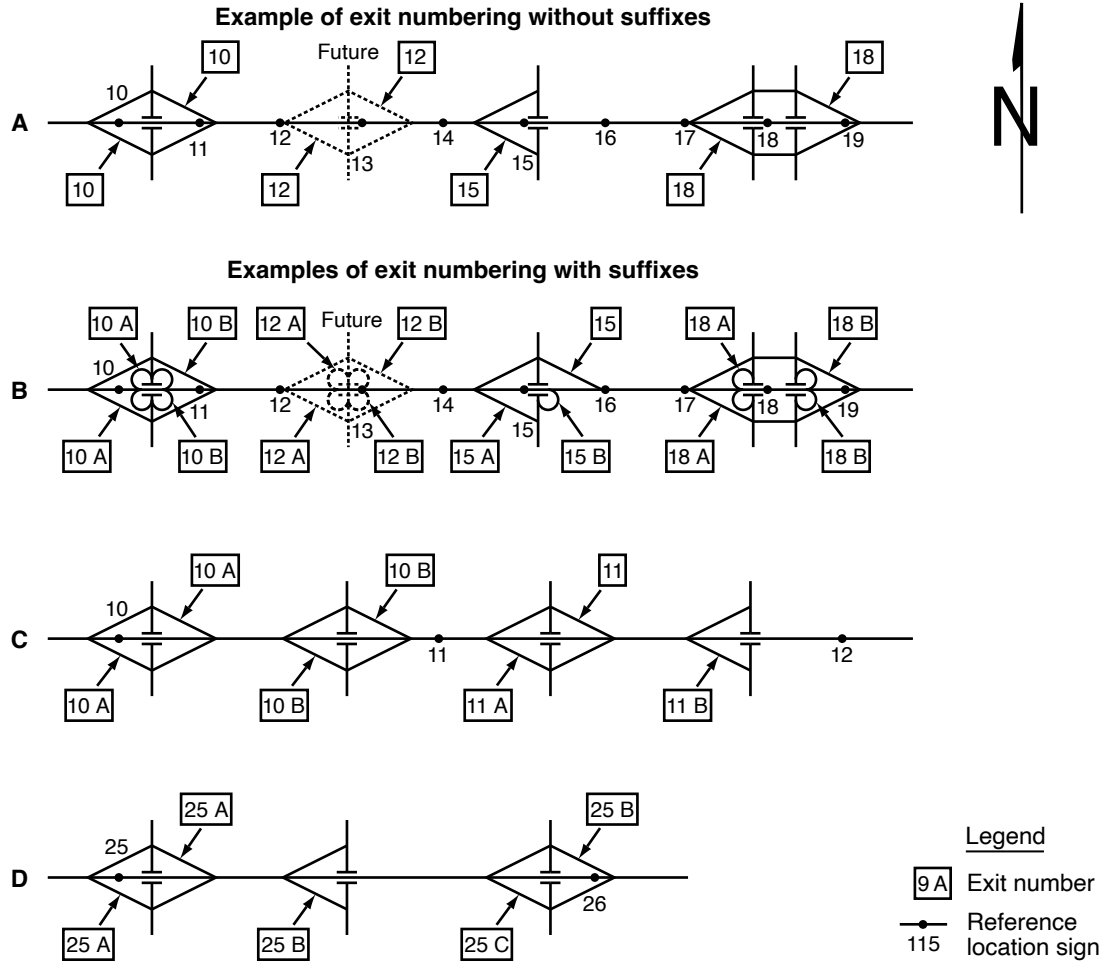 Example of exit numbering without suffixes
Future
10
12
18
10
A
12
14
16
17
18
11
13
15
19
10
12
15
18
N
Examples of exit numbering with suffixes
Future
10 A
10 B
12 A
12 B
15
18 A
18 B
10
B
11
12
14
16
17
18
19
13
15
10 A
10 B
12 A
12 B
15 A
15 B
18 A
18 B
10 A
10 B
11
10
C
11
12
10 A
10 B
11 A
11 B
25 A
25 B
25
D
26
25 A
25 B
25 C
Legend
9 A Exit number
115 Reference
location sign